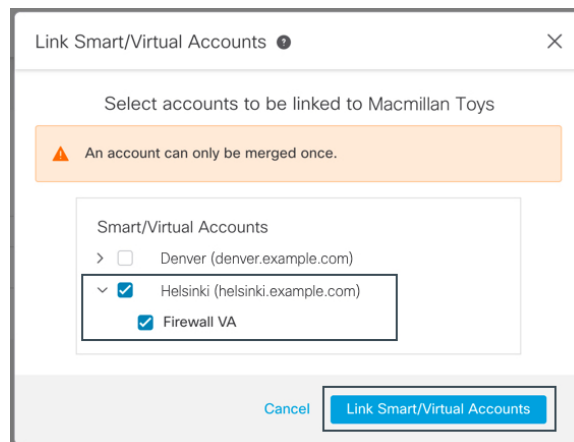 Link Smart/Virtual Accounts
Select accounts to be linked to Macmillan Toys
An account can only be merged once.
Smart/Virtual Accounts
Denver (denver.example.com)
Helsinki (helsinki.example.com)
Firewall VA
Cancel Link Smart/Virtual Accounts